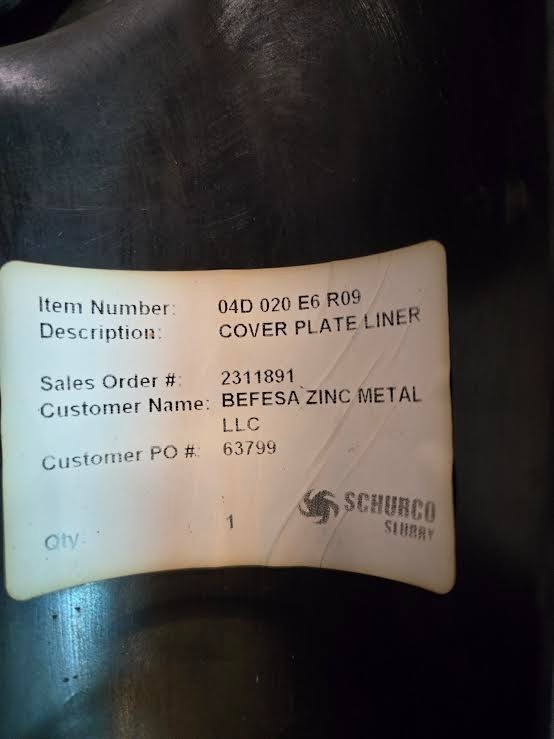 Item Number: 04D 020 E6 R09
Description: COVER PLATE LINER
Sales Order #: 2311891
Customer Name: BEFESA ZINC METAL
LLC
Customer PO #: 63799
Qty: 1
SCHURCO
SLURRY